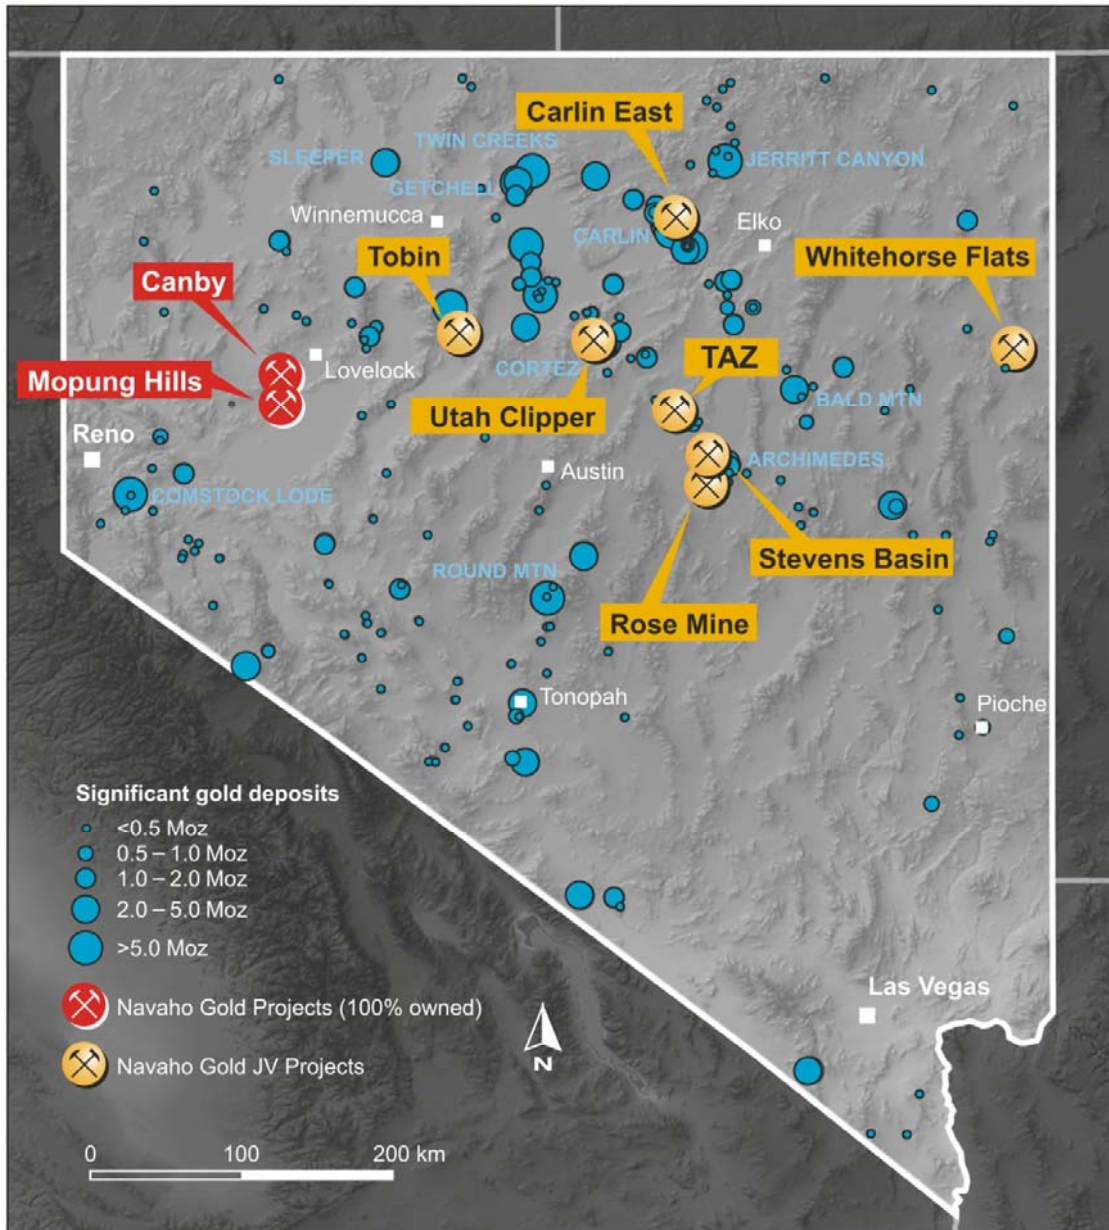 Carlin East
TWIN CREEKS
SLEEPER
JERRITT CANYON
GETCHELL
Winnemucca
CARLIN
Elko
Tobin
Whitehorse Flats
Canby
TAZ
Lovelock
CORTEZ
Mopung Hills
BALD MTN
Utah Clipper
Reno
ARCHIMEDES
Austin
COMSTOCK LODE
Stevens Basin
ROUND MTN
Rose Mine
Tonopah
Pioche
Significant gold deposits
<0.5 Moz
0.5 – 1.0 Moz
1.0 – 2.0 Moz
2.0 – 5.0 Moz
>5.0 Moz
Las Vegas
Navaho Gold Projects (100% owned)
Navaho Gold JV Projects
N
0 100 200 km